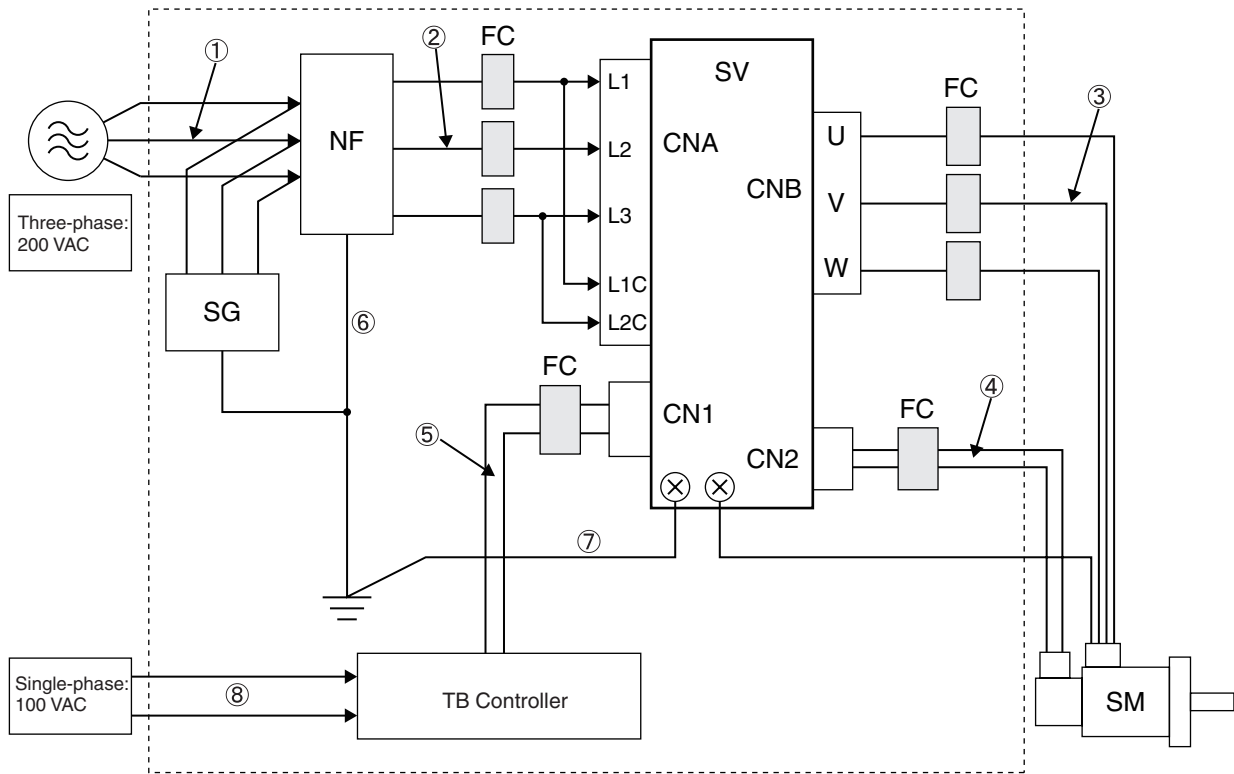 ①
②
FC
SV
FC
③
NF
L1
L2
L3
L1C
L2C
CNA
CNB
U
V
W
Three-phase:
200 VAC
SG
⑥
FC
CN1
⑤
CN2
FC
④
⑦
Single-phase:
100 VAC
⑧
TB Controller
SM